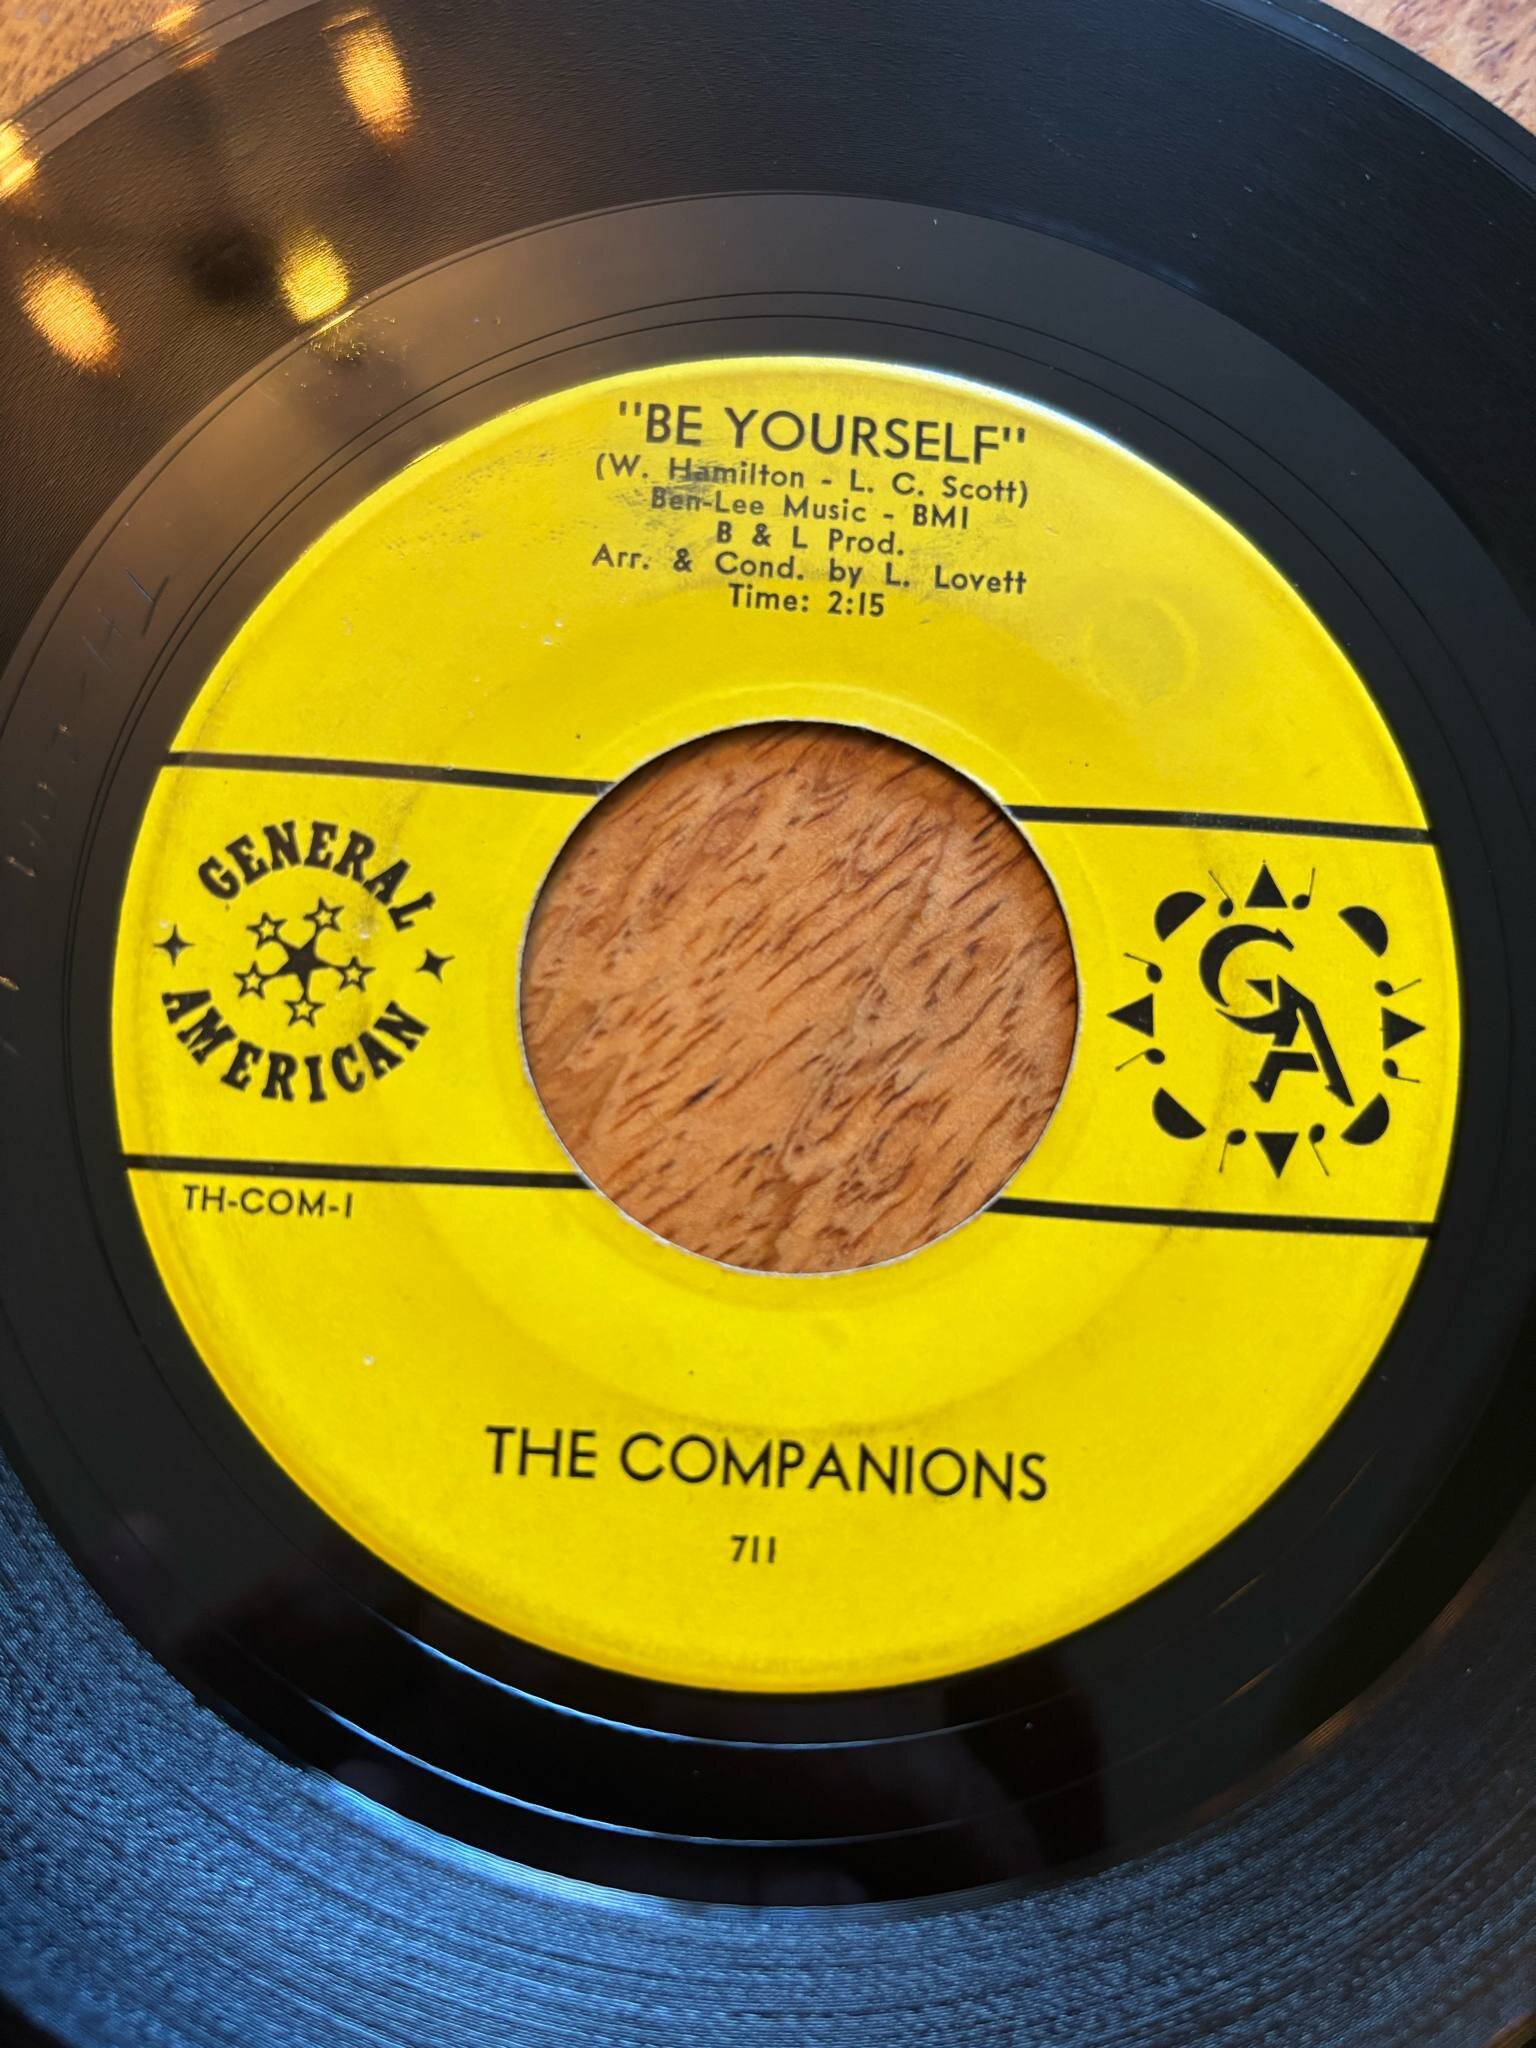 "BE YOURSELF"
(W. Hamilton - L. C. Scott)
Ben-Lee Music - BMI
B & L Prod.
Arr. & Cond. by L. Lovett
Time: 2:15
GENERAL
AMERICAN
GA
TH-COM-1
THE COMPANIONS
711